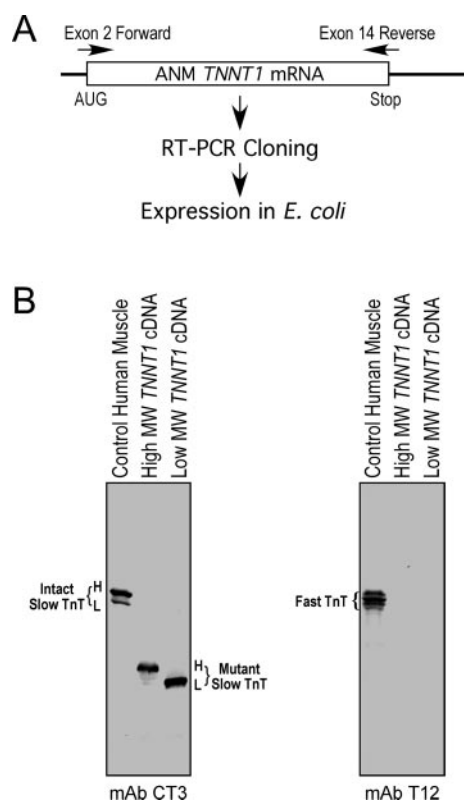 A
Exon 2 Forward
Exon 14 Reverse
ANM TNNT1 mRNA
AUG
Stop
RT-PCR Cloning
Expression in E. coli
B
Control Human Muscle
High MW TNNT1 cDNA
Low MW TNNT1 cDNA
Intact
Slow TnT
H
L
H
L
Mutant
Slow TnT
mAb CT3
Control Human Muscle
High MW TNNT1 cDNA
Low MW TNNT1 cDNA
Fast TnT
mAb T12